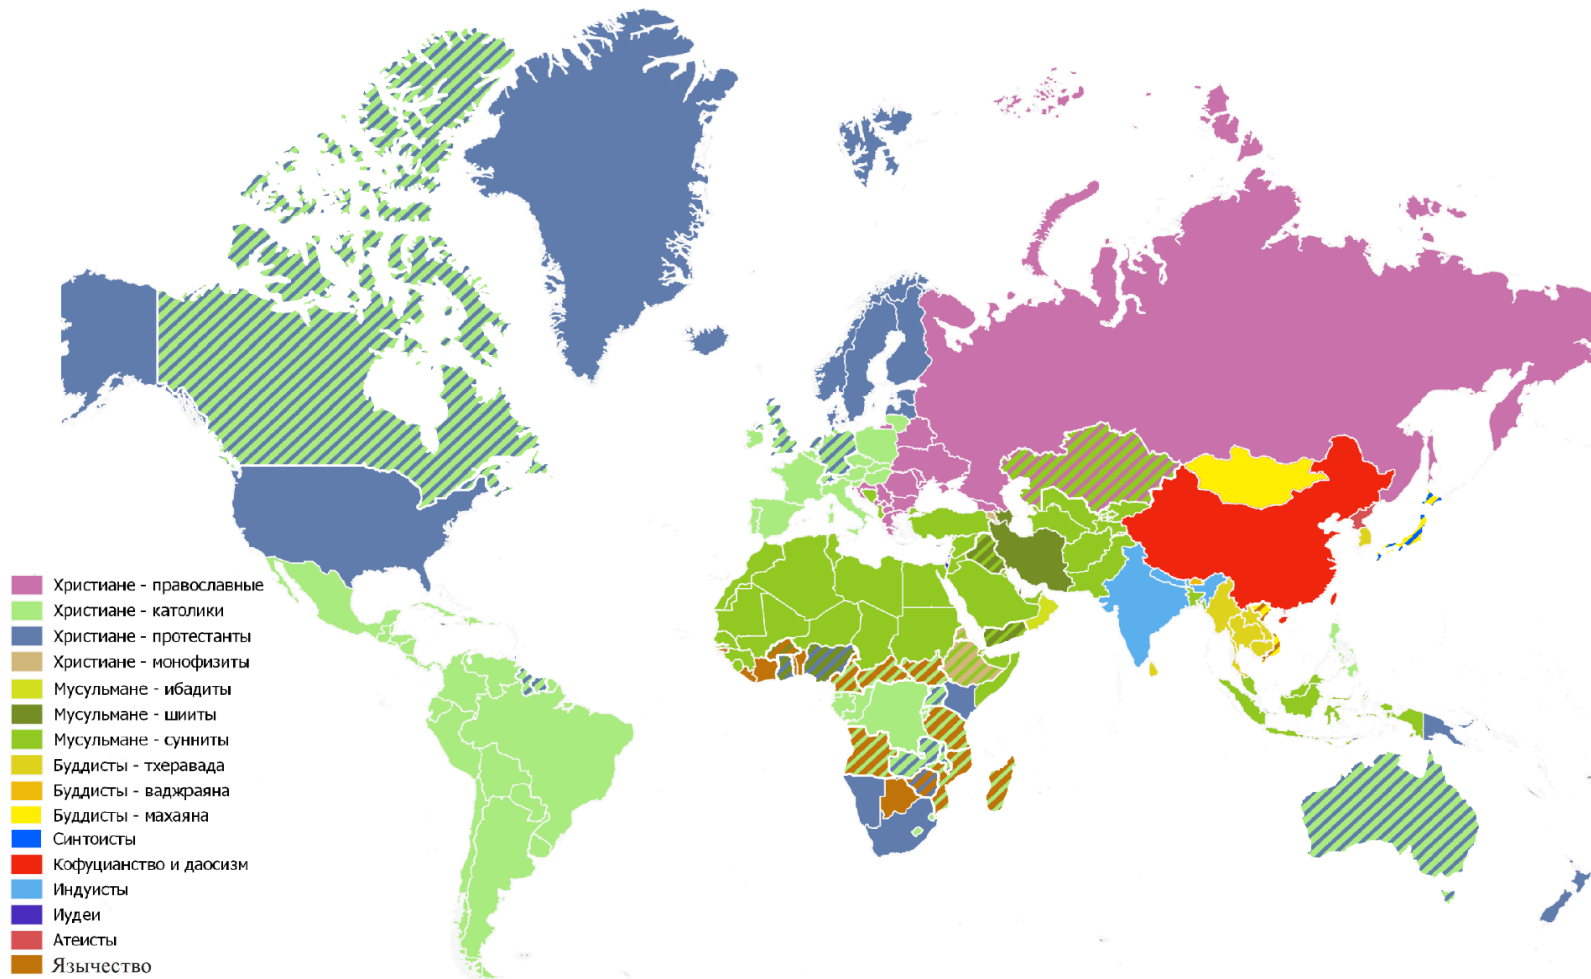 Христиане - православные
Христиане - католики
Христиане - протестанты
Христиане - монофизиты
Мусульмане - ибадиты
Мусульмане - шииты
Мусульмане - сунниты
Буддисты - тхеравада
Буддисты - ваджраяна
Буддисты - махаяна
Синтоисты
Кофуцианство и даосизм
Индуисты
Иудеи
Атеисты
Язычество